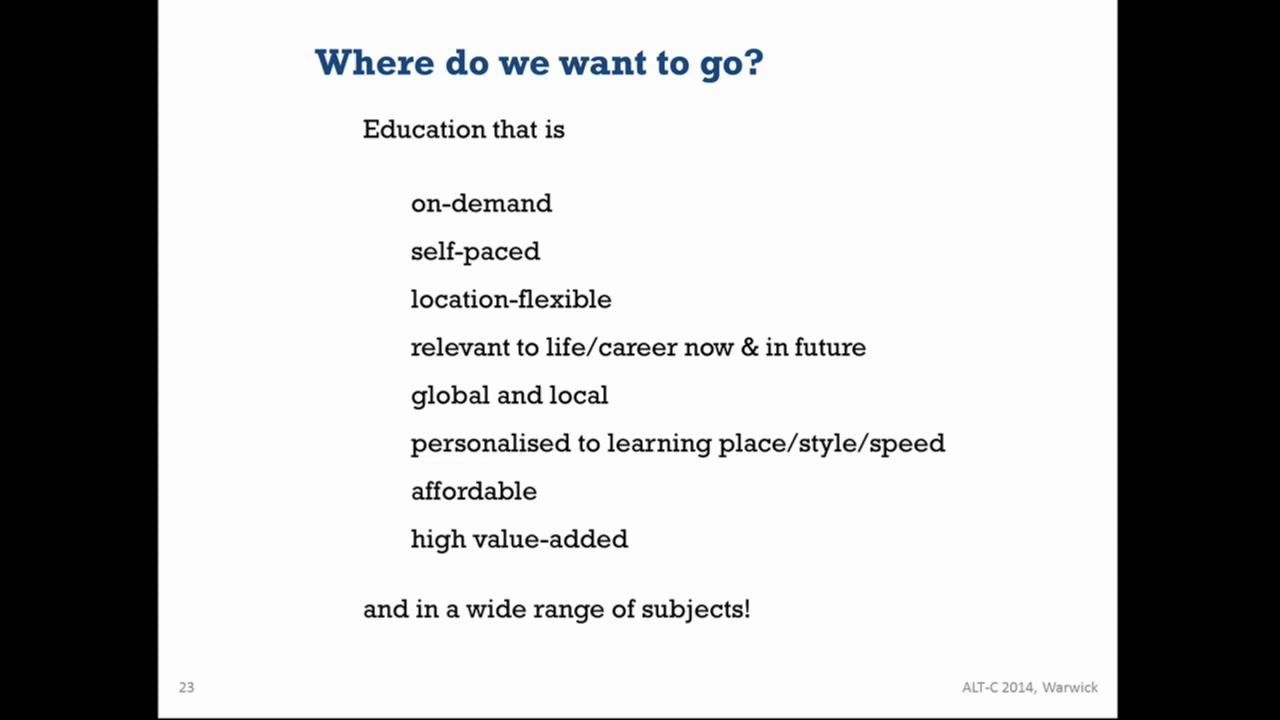 Where do we want to go?
Education that is
on-demand
self-paced
location-flexible
relevant to life/career now & in future
global and local
personalised to learning place/style/speed
affordable
high value-added
and in a wide range of subjects!
23
ALT-C 2014, Warwick